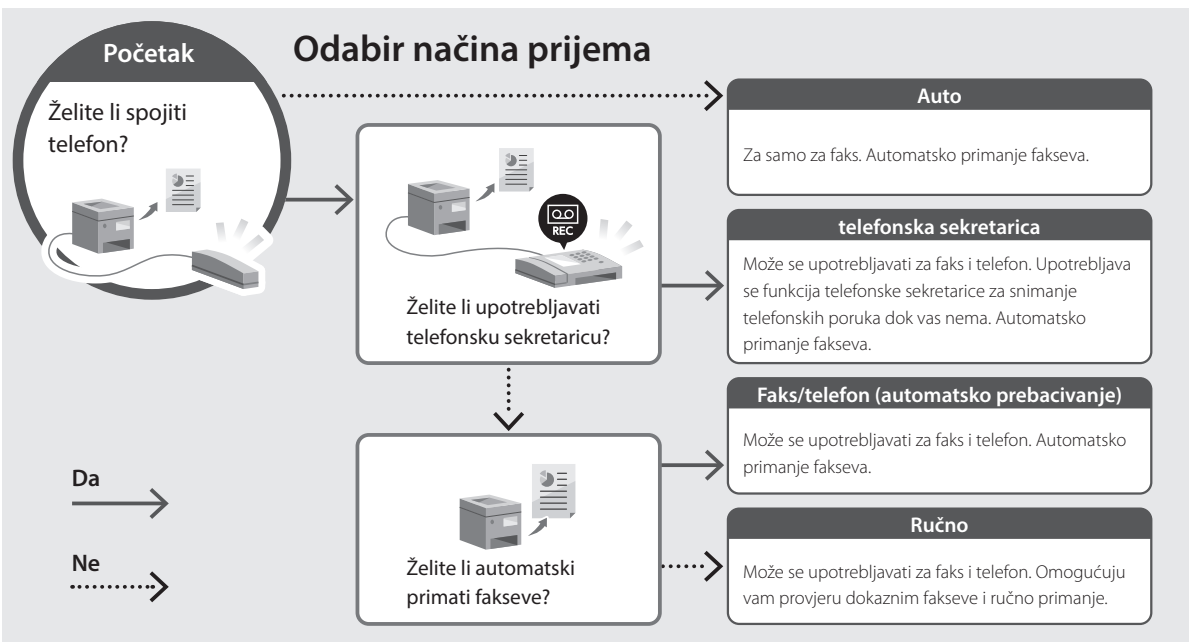 Početak
Odabir načina prijema
Želite li spojiti
telefon?
Auto
Za samo za faks. Automatsko primanje fakseva.
REC
Želite li upotrebljavati
telefonsku sekretaricu?
telefonska sekretarica
Može se upotrebljavati za faks i telefon. Upotrebljava
se funkcija telefonske sekretarice za snimanje
telefonskih poruka dok vas nema. Automatsko
primanje fakseva.
Faks/telefon (automatsko prebacivanje)
Može se upotrebljavati za faks i telefon. Automatsko
primanje fakseva.
Da
Ne
Želite li automatski
primati fakseve?
Ručno
Može se upotrebljavati za faks i telefon. Omogućuju
vam provjeru dokaznim fakseve i ručno primanje.